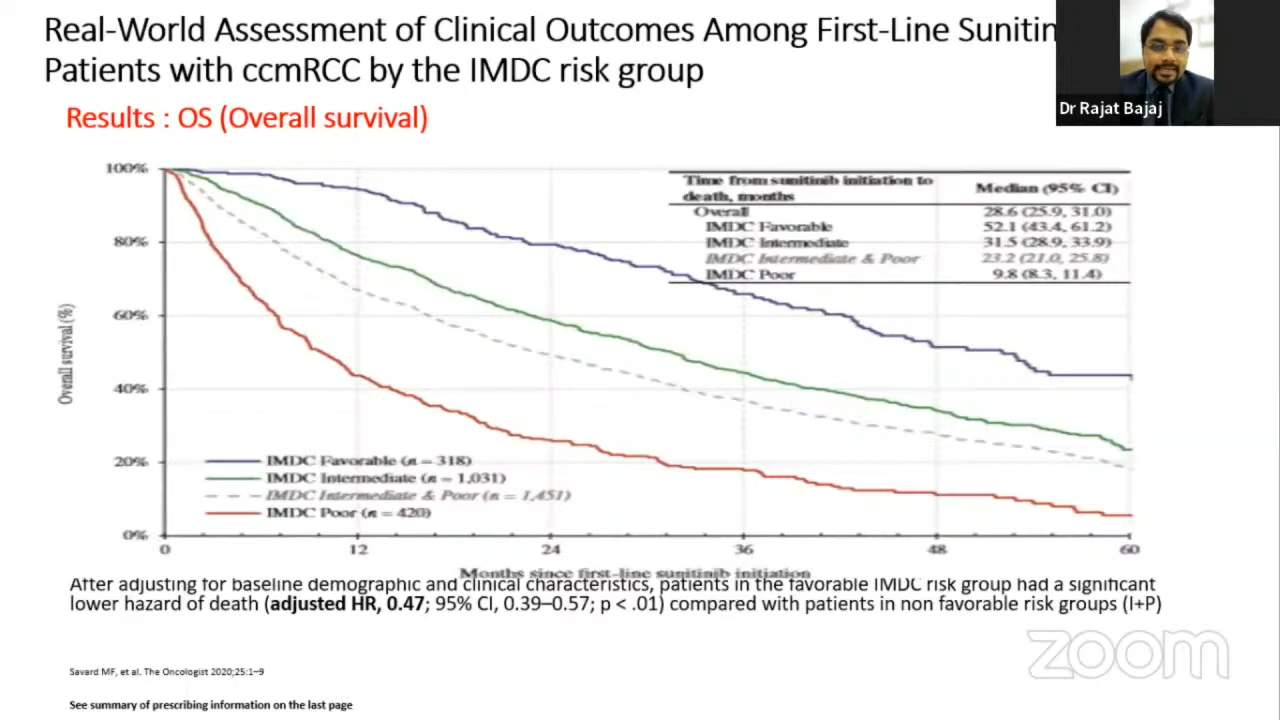 Real-World Assessment of Clinical Outcomes Among First-Line
Patients with ccmRCC by the IMDC risk group
Dr Rajat Bajaj
Results : OS (Overall survival)
Overall survival (%)
100%
80%
60%
40%
20%
0%
Time from sunitinib initiation to death, months Median (95% CI)
Overall 28.6 (25.9, 31.0)
IMDC Favorable 52.1 (43.4, 61.2)
IMDC Intermediate 31.5 (28.9, 33.9)
IMDC Intermediate & Poor 23.2 (21.0, 25.8)
IMDC Poor 9.8 (8.3, 11.4)
IMDC Favorable (n = 318)
IMDC Intermediate (n = 1,031)
IMDC Intermediate & Poor (n = 1,451)
IMDC Poor (n = 420)
0 12 24 36 48 60
Months since first-line sunitinib initiation
After adjusting for baseline demographic and clinical characteristics, patients in the favorable IMDC risk group had a significant
lower hazard of death (adjusted HR, 0.47; 95% CI, 0.39–0.57; p < .01) compared with patients in non favorable risk groups (I+P)
zoom
Savard MF, et al. The Oncologist 2020;25:1–9
See summary of prescribing information on the last page